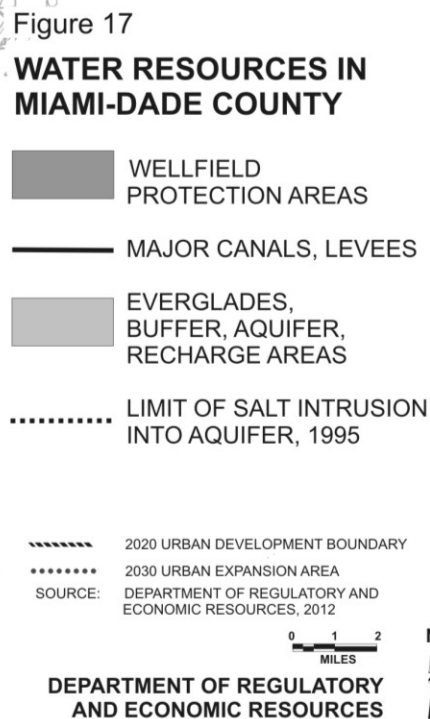 Figure 17
WATER RESOURCES IN
MIAMI-DADE COUNTY
WELLFIELD
PROTECTION AREAS
MAJOR CANALS, LEVEES
EVERGLADES,
BUFFER, AQUIFER,
RECHARGE AREAS
LIMIT OF SALT INTRUSION
INTO AQUIFER, 1995
2020 URBAN DEVELOPMENT BOUNDARY
2030 URBAN EXPANSION AREA
SOURCE: DEPARTMENT OF REGULATORY AND
ECONOMIC RESOURCES, 2012
0 1 2
MILES
DEPARTMENT OF REGULATORY
AND ECONOMIC RESOURCES